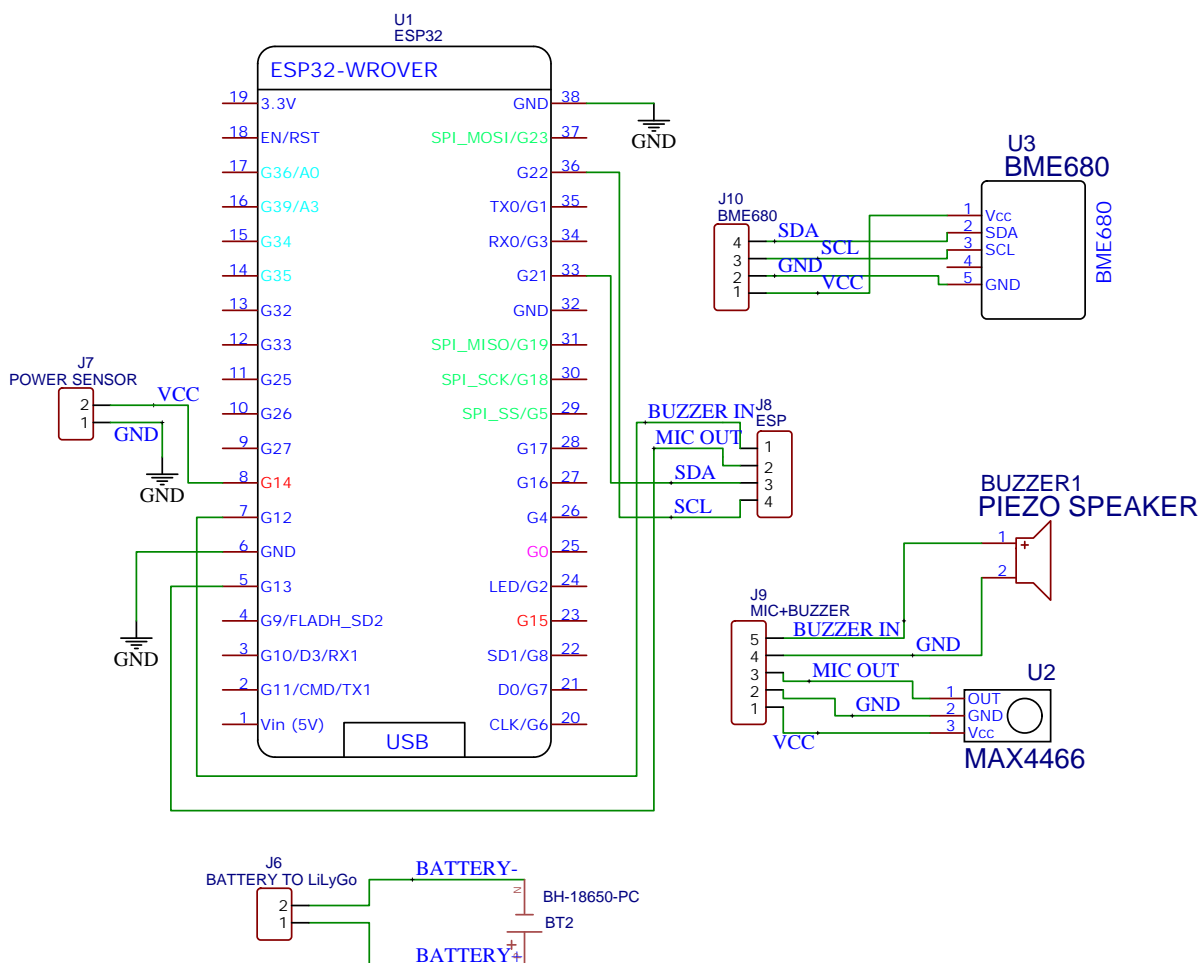 U1
ESP32
ESP32-WROVER
19 3.3V
18 EN/RST
17 G36/A0
16 G39/A3
15 G34
14 G35
13 G32
12 G33
11 G25
10 G26
9 G27
8 G14
7 G12
6 GND
5 G13
4 G9/FLADH_SD2
3 G10/D3/RX1
2 G11/CMD/TX1
1 Vin (5V)
GND 38
SPI_MOSI/G23 37
G22 36
TX0/G1 35
RX0/G3 34
G21 33
GND 32
SPI_MISO/G19 31
SPI_SCK/G18 30
SPI_SS/G5 29
G17 28
G16 27
G4 26
G0 25
LED/G2 24
G15 23
SD1/G8 22
D0/G7 21
CLK/G6 20
USB
GND
GND
J7
POWER SENSOR
2 VCC
1 GND
GND
J10
BME680
4 SDA
3 SCL
2 GND
1 VCC
U3
BME680
1 Vcc
2 SDA
3 SCL
4
5 GND
BME680
J8
ESP
BUZZER IN 1
MIC OUT 2
SDA 3
SCL 4
BUZZER1
PIEZO SPEAKER
1 +
2
J9
MIC+BUZZER
5 BUZZER IN
4 GND
3 MIC OUT
2 GND
1 VCC
U2
1 OUT
2 GND
3 Vcc
MAX4466
J6
BATTERY TO LiLyGo
2
1
BATTERY-
N
BH-18650-PC
BT2
+
BATTERY+